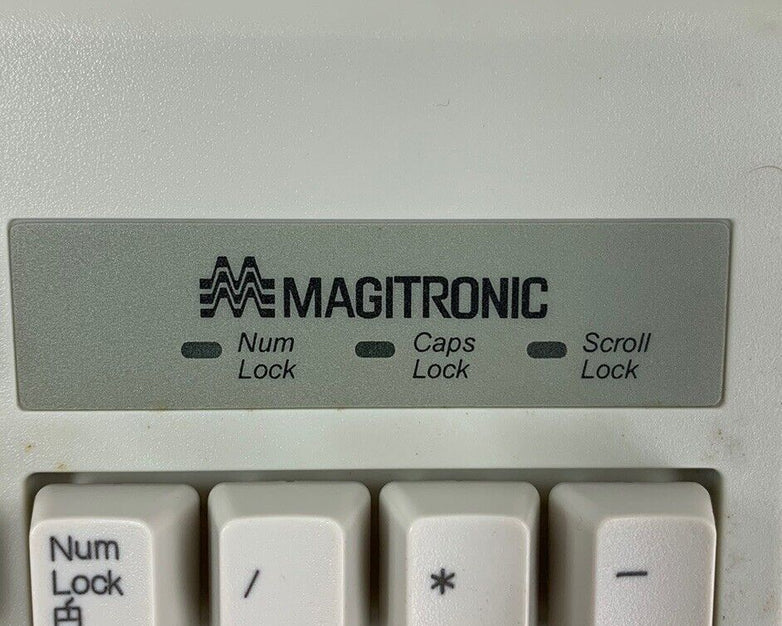 MAGITRONIC
Num Lock
Caps Lock
Scroll Lock
Num
Lock
/
*
-